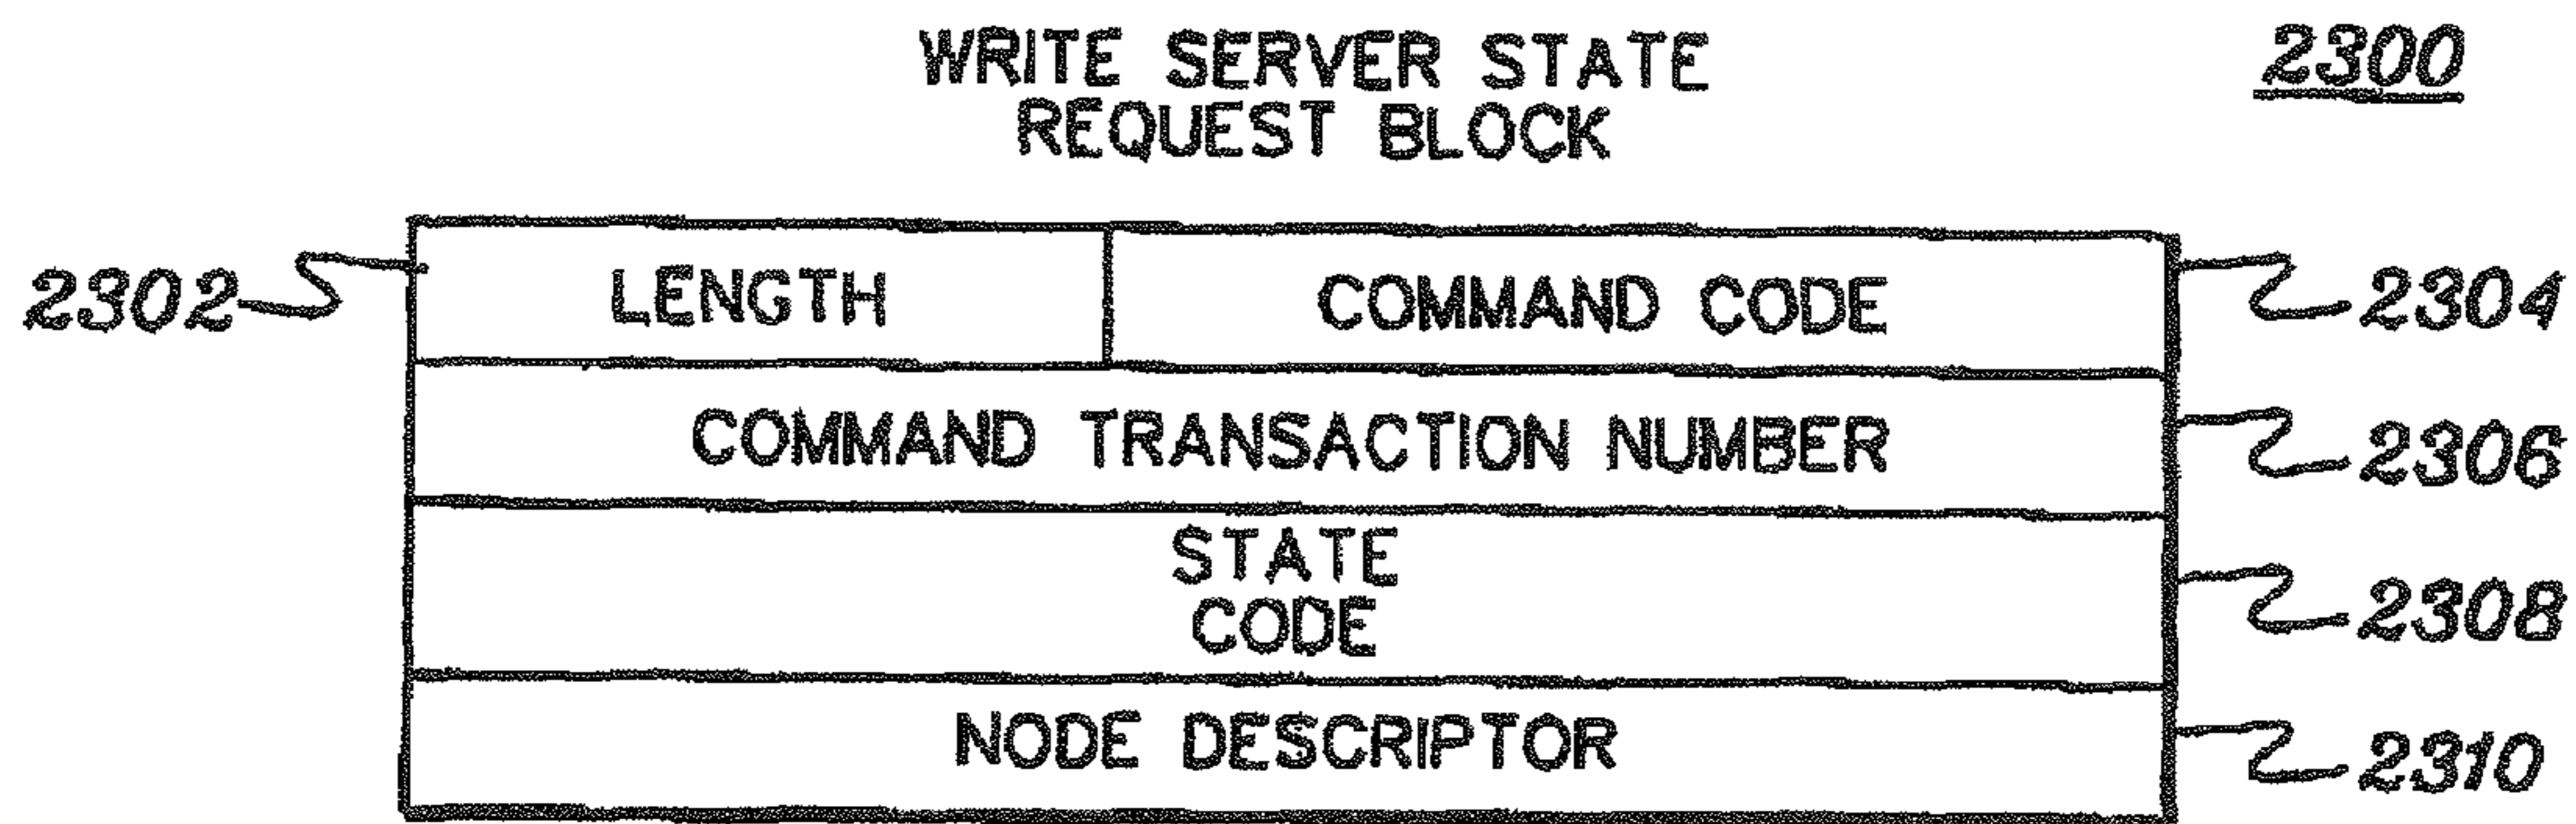 WRITE SERVER STATE
REQUEST BLOCK
2300
2302
LENGTH
COMMAND CODE
2304
COMMAND TRANSACTION NUMBER
2306
STATE
CODE
2308
NODE DESCRIPTOR
2310